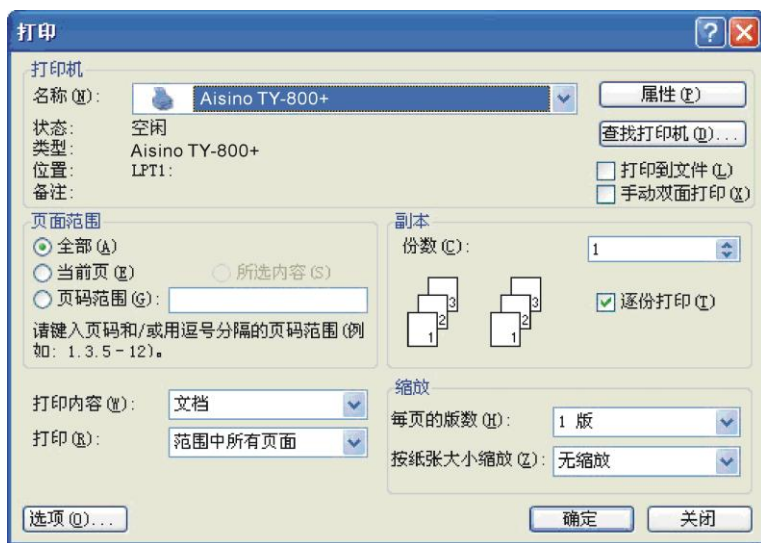 打印
打印机
名称(N): Aisino TY-800+ 属性(P)
状态: 空闲 查找打印机(D)...
类型: Aisino TY-800+
位置: LPT1: 打印到文件(L)
备注: 手动双面打印(X)
页面范围
全部(A)
当前页(E) 所选内容(S)
页码范围(G):
请键入页码和/或用逗号分隔的页码范围(例
如: 1.3.5-12)。
副本
份数(C): 1
逐份打印(T)
3 3
2 2
1 1
打印内容(W): 文档
打印(R): 范围中所有页面
缩放
每页的版数(H): 1 版
按纸张大小缩放(Z): 无缩放
选项(O)... 确定 关闭